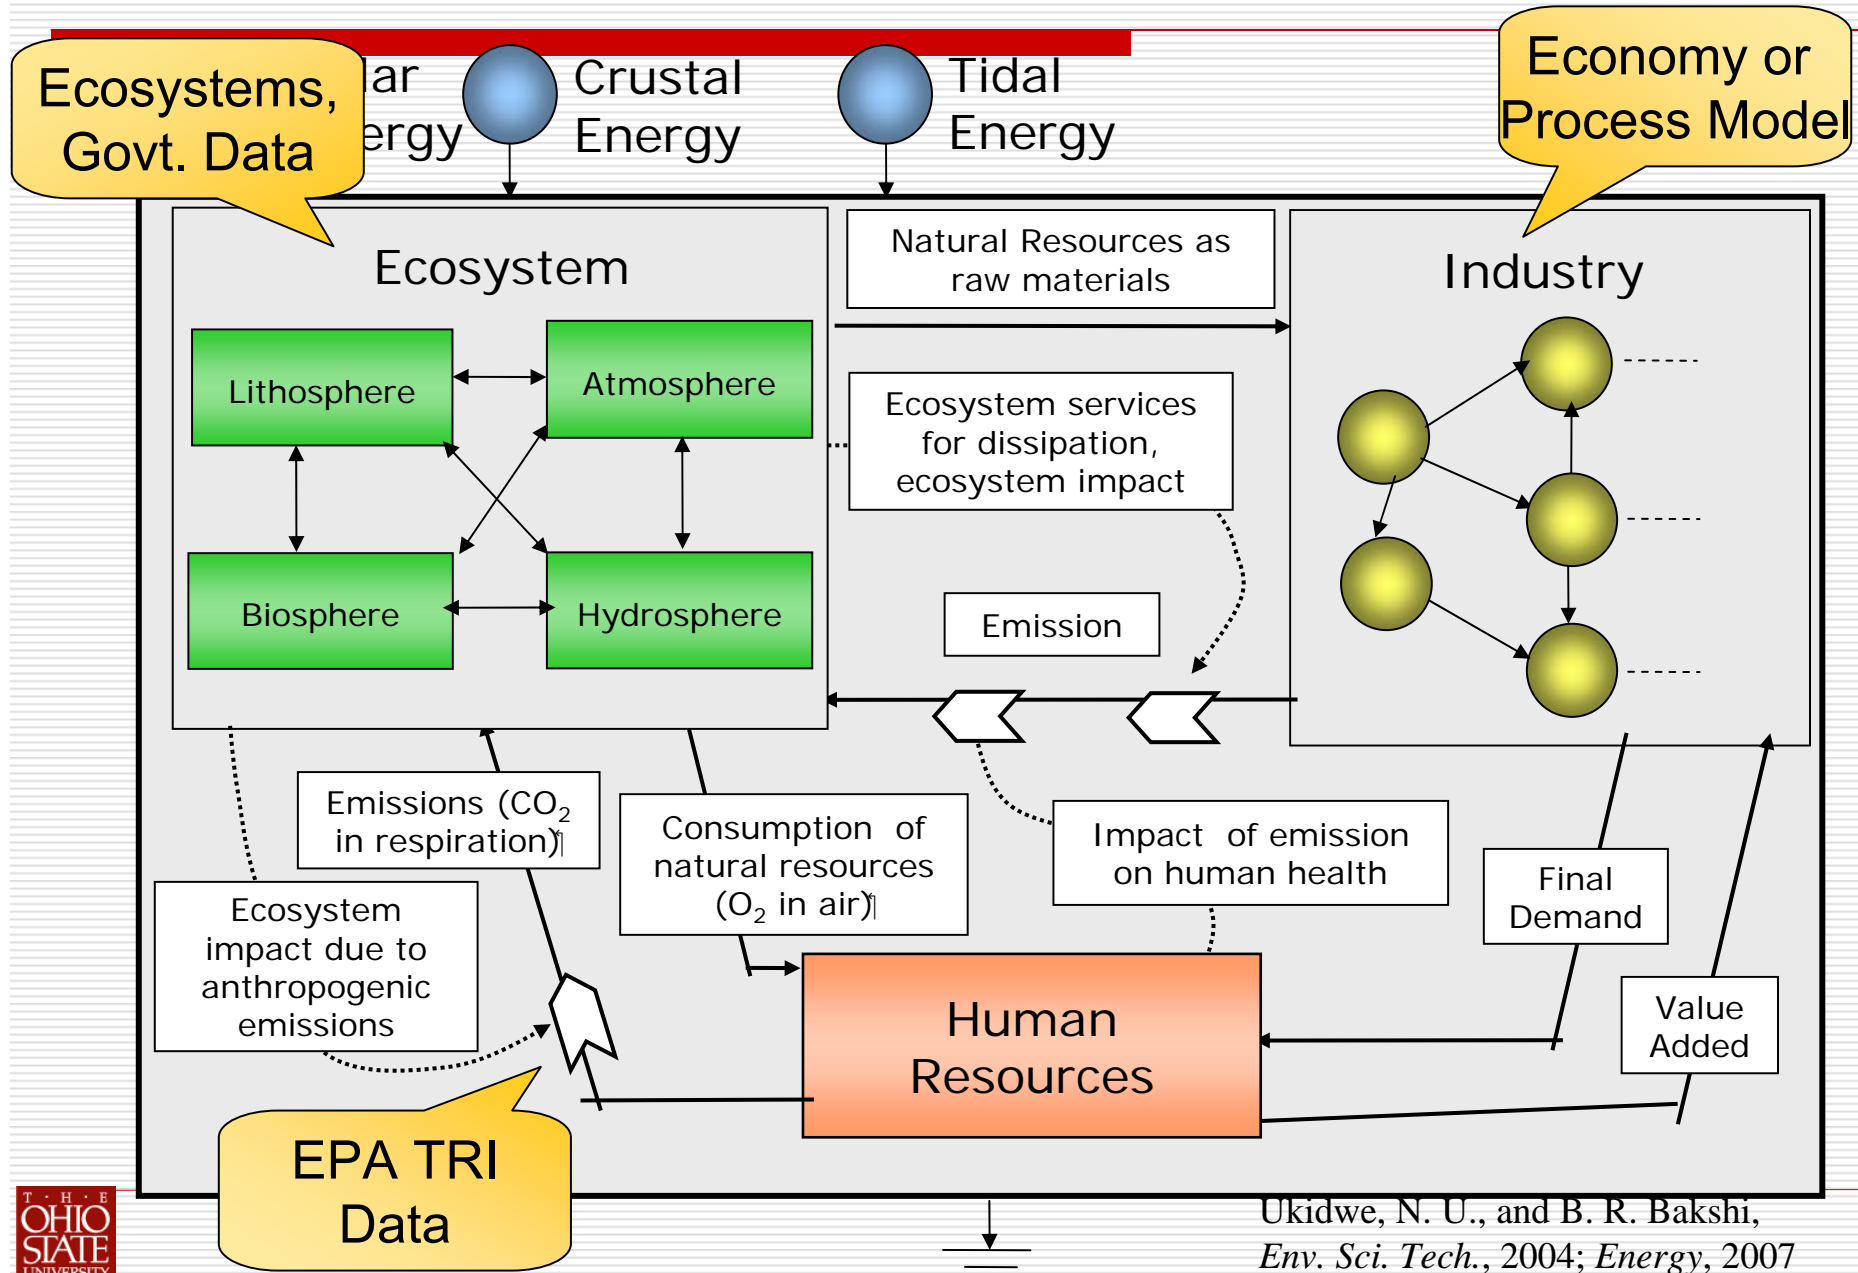 Ecosystems,
Govt. Data
lar
ergy
Crustal
Energy
Tidal
Energy
Economy or
Process Model
Ecosystem
Natural Resources as
raw materials
Industry
Lithosphere
Atmosphere
Ecosystem services
for dissipation,
ecosystem impact
Biosphere
Hydrosphere
Emission
Emissions (CO₂
in respiration)
Consumption of
natural resources
(O₂ in air)
Impact of emission
on human health
Final
Demand
Ecosystem
impact due to
anthropogenic
emissions
Human
Resources
Value
Added
EPA TRI
Data
T · H · E
OHIO
STATE
UNIVERSITY
Ukidwe, N. U., and B. R. Bakshi,
Env. Sci. Tech., 2004; Energy, 2007